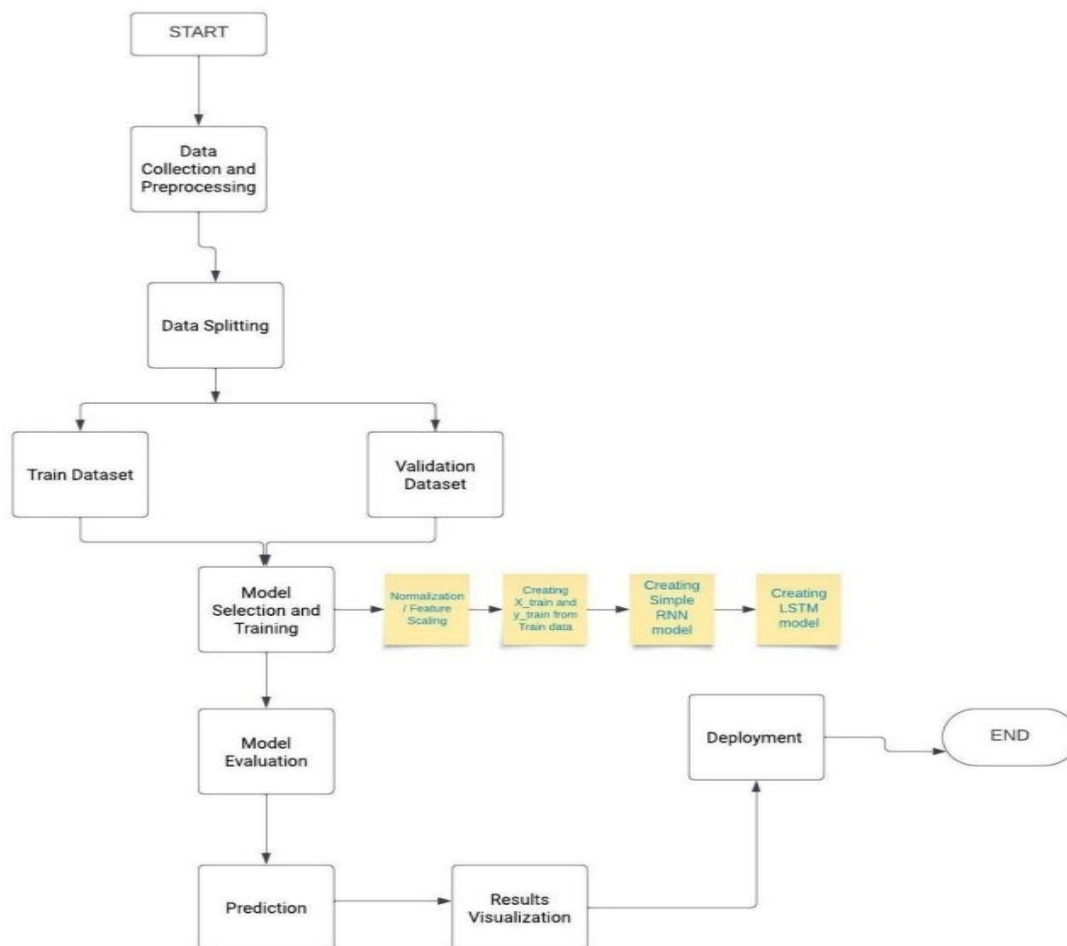 START
Data
Collection and
Preprocessing
Data Splitting
Train Dataset
Validation
Dataset
Model
Selection and
Training
Normalization
/ Feature
Scaling
Creating
X_train and
y_train from
Train data
Creating
Simple
RNN
model
Creating
LSTM
model
Model
Evaluation
Deployment
END
Prediction
Results
Visualization